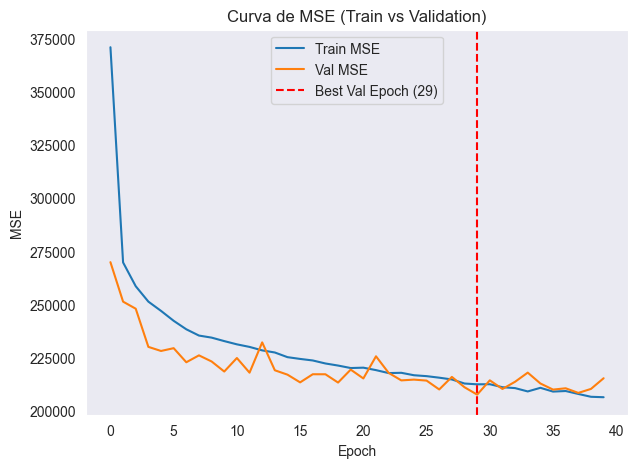 Curva de MSE (Train vs Validation)
375000
350000
325000
300000
275000
250000
225000
200000
MSE
Train MSE
Val MSE
Best Val Epoch (29)
0 5 10 15 20 25 30 35 40
Epoch